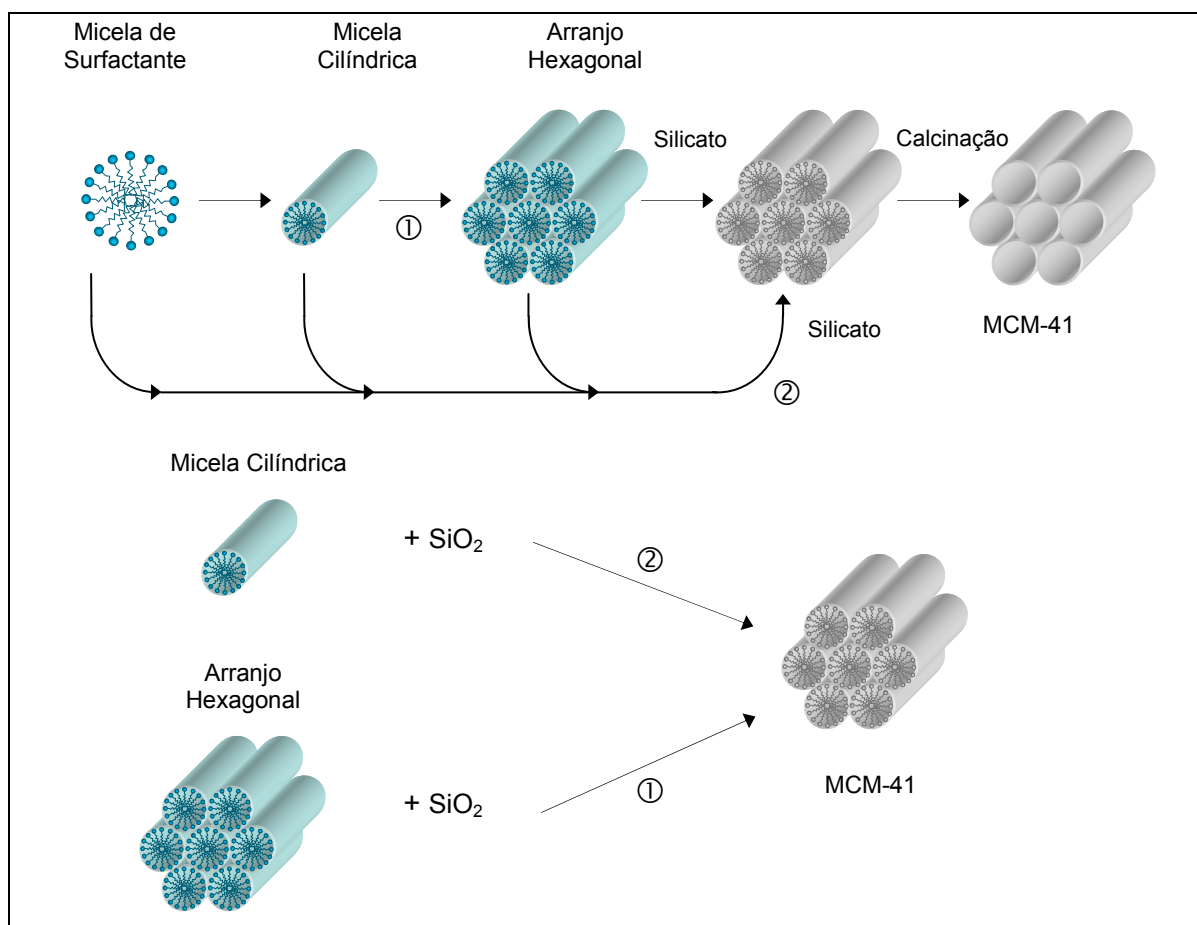 Micela de
Surfactante
Micela
Cilíndrica
Arranjo
Hexagonal
Silicato
Calcinação
①
MCM-41
Silicato
②
Micela Cilíndrica
+ SiO₂
②
Arranjo
Hexagonal
+ SiO₂
①
MCM-41